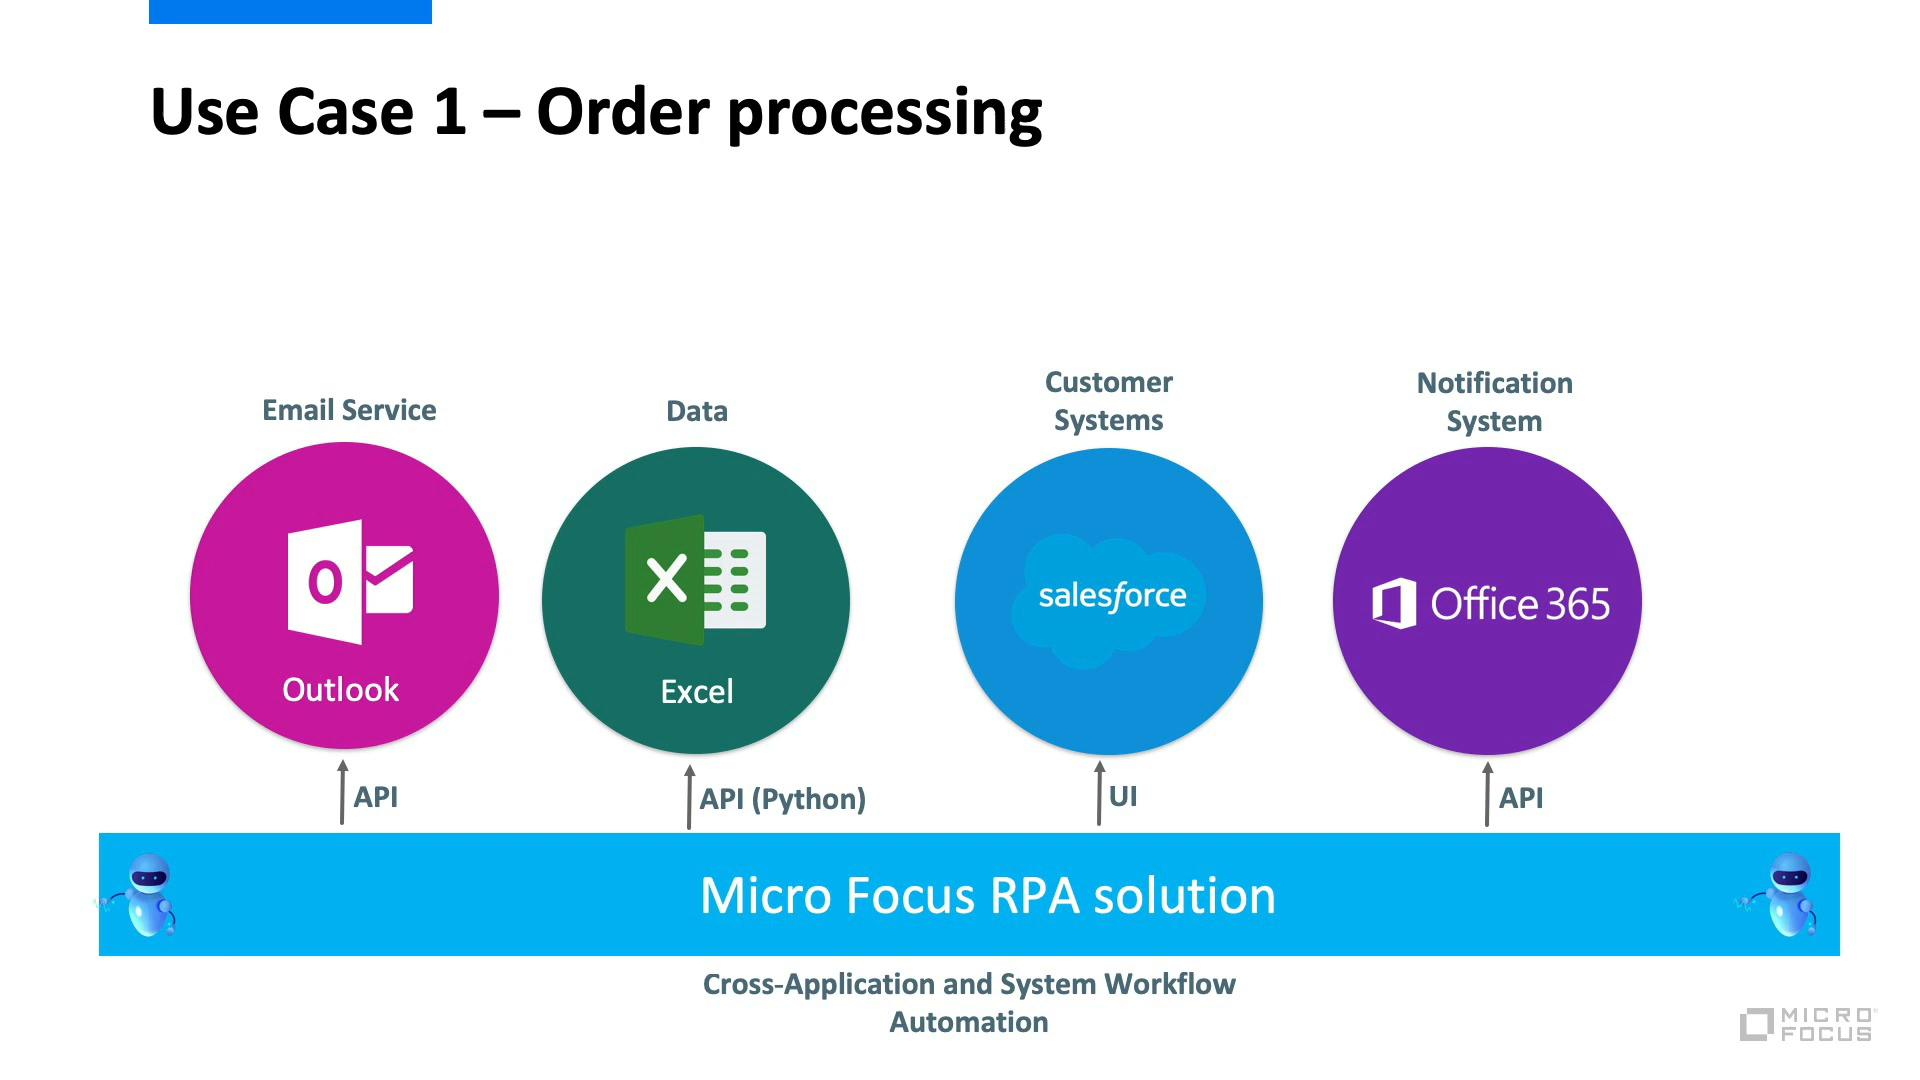 Use Case 1 – Order processing
Email Service
Data
Customer
Systems
Notification
System
O
Outlook
X
Excel
salesforce
Office 365
API
API (Python)
UI
API
Micro Focus RPA solution
Cross-Application and System Workflow
Automation
MICRO
FOCUS